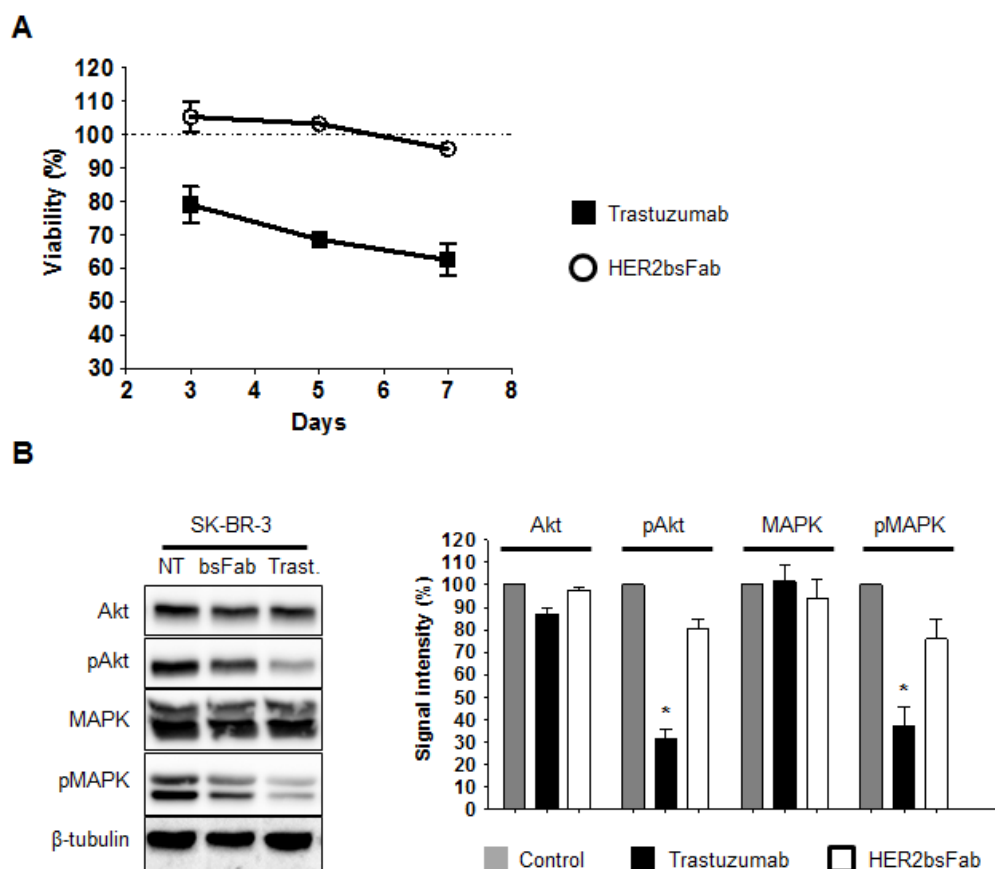 A
120
110
100
90
80
70
60
50
40
30
Viability (%)
2 3 4 5 6 7 8
Days
Trastuzumab
HER2bsFab
B
SK-BR-3
NT bsFab Trast.
Akt
pAkt
MAPK
pMAPK
β-tubulin
Akt pAkt MAPK pMAPK
120
110
100
90
80
70
60
50
40
30
20
10
0
Signal intensity (%)
* *
Control Trastuzumab HER2bsFab